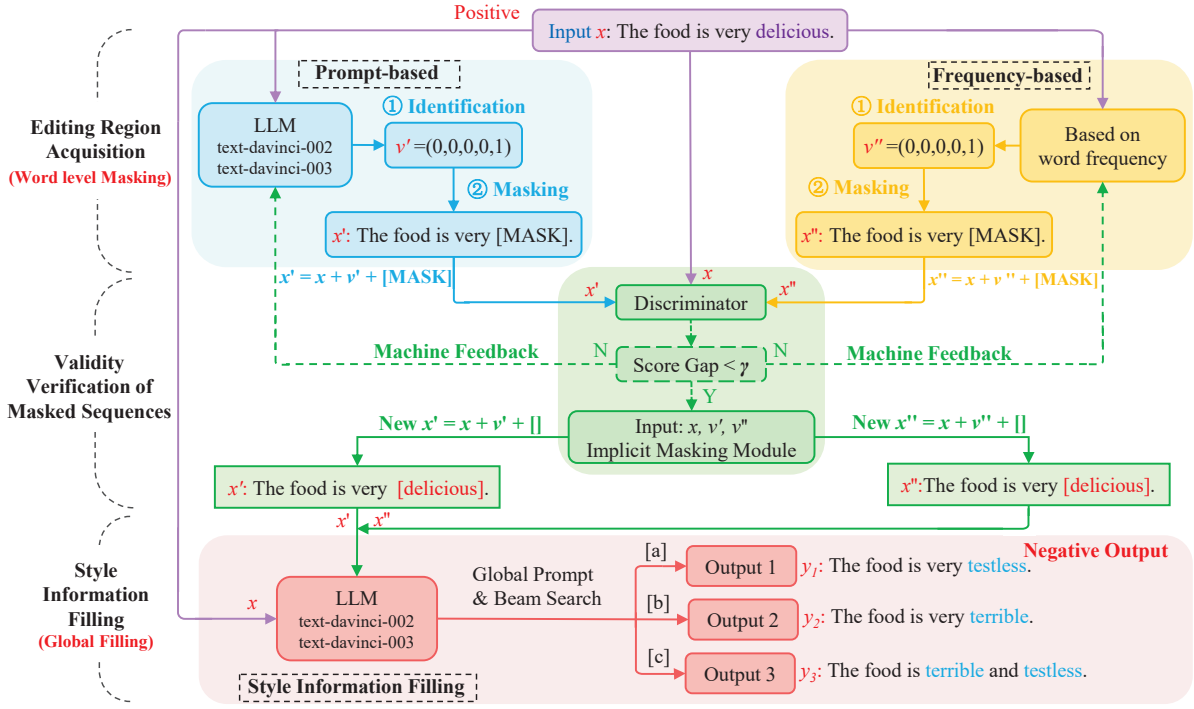 Positive
Input x: The food is very delicious.
Editing Region
Acquisition
(Word level Masking)
Prompt-based
① Identification
LLM
text-davinci-002
text-davinci-003
v' =(0,0,0,0,1)
② Masking
x': The food is very [MASK].
x' = x + v' + [MASK]
Frequency-based
① Identification
v'' =(0,0,0,0,1)
Based on
word frequency
② Masking
x'': The food is very [MASK].
x'' = x + v'' + [MASK]
Validity
Verification of
Masked Sequences
x'
x
x''
Discriminator
Machine Feedback
N
Score Gap < γ
N
Machine Feedback
Y
New x' = x + v' + []
Input: x, v', v''
Implicit Masking Module
New x'' = x + v'' + []
x': The food is very [delicious].
x'':The food is very [delicious].
x'
x''
Style
Information
Filling
(Global Filling)
Negative Output
x
LLM
text-davinci-002
text-davinci-003
Global Prompt
& Beam Search
[a]
Output 1
y1: The food is very testless.
[b]
Output 2
y2: The food is very terrible.
[c]
Output 3
y3: The food is terrible and testless.
Style Information Filling